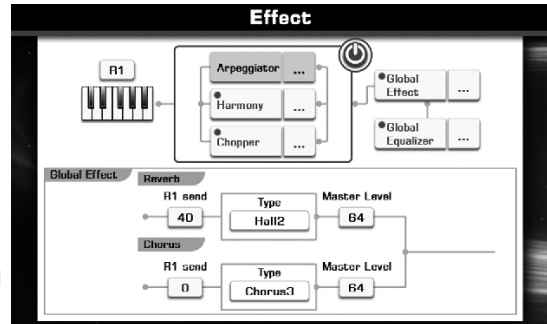 Effect
R1
Arpeggiator ...
Harmony ...
Chopper ...
Global Effect ...
Global Equalizer ...
Global Effect
Reverb
R1 send
40
Type
Hall2
Master Level
64
Chorus
R1 send
0
Type
Chorus3
Master Level
64